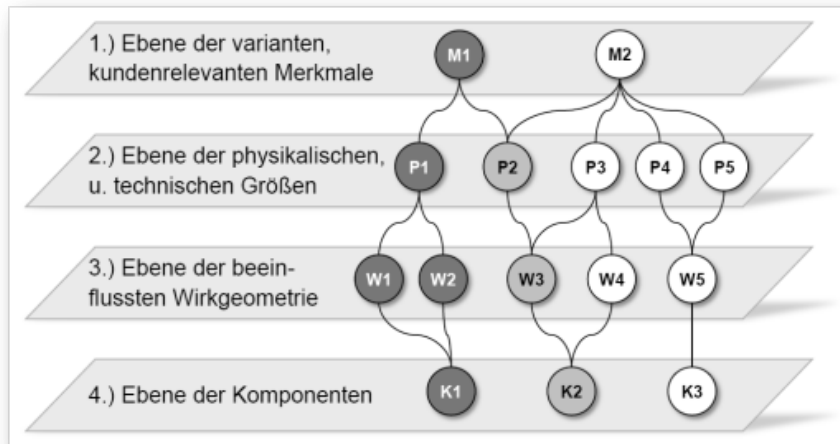 1.) Ebene der varianten,
kundenrelevanten Merkmale
M1 M2
2.) Ebene der physikalischen,
u. technischen Größen
P1 P2 P3 P4 P5
3.) Ebene der beein-
flussten Wirkgeometrie
W1 W2 W3 W4 W5
4.) Ebene der Komponenten
K1 K2 K3